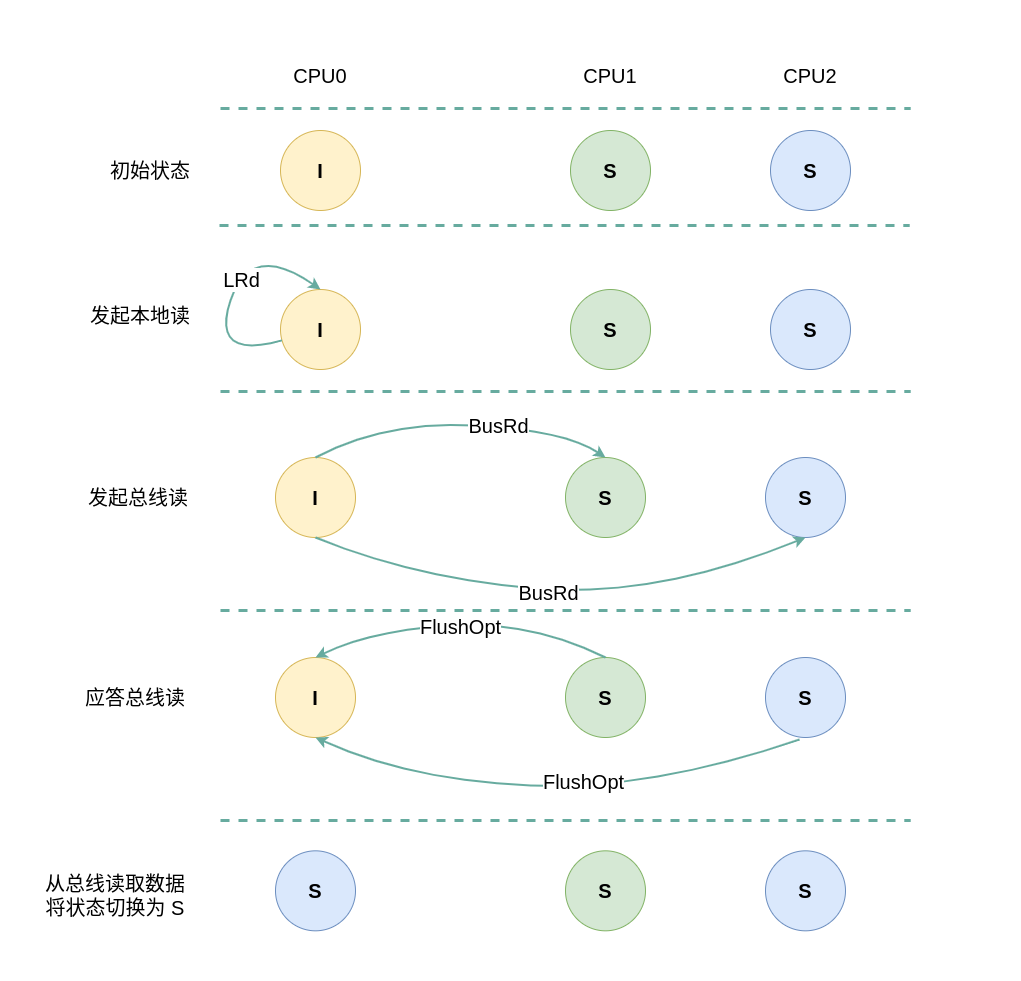 CPU0 CPU1 CPU2
初始状态 I S S
LRd
发起本地读 I S S
BusRd
发起总线读 I S S
BusRd
FlushOpt
应答总线读 I S S
FlushOpt
从总线读取数据
将状态切换为 S
S S S